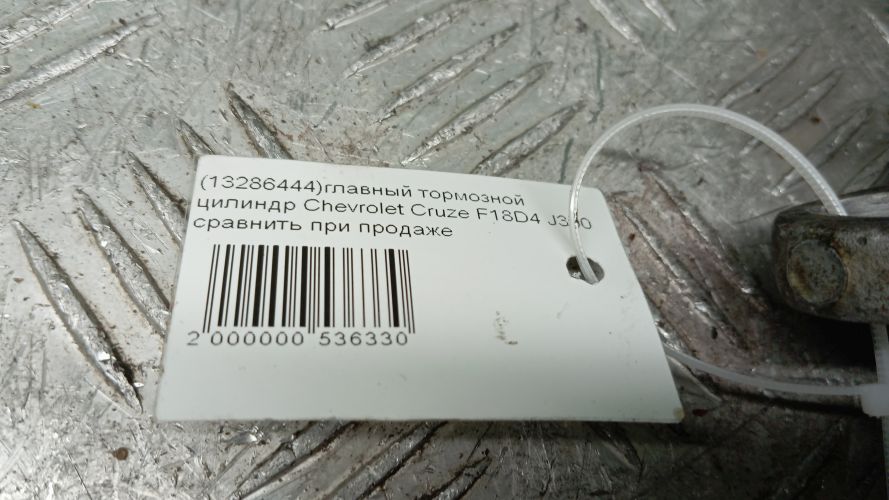 (13286444)главный тормозной
цилиндр Chevrolet Cruze F18D4
сравнить при продаже
2 000000 536330